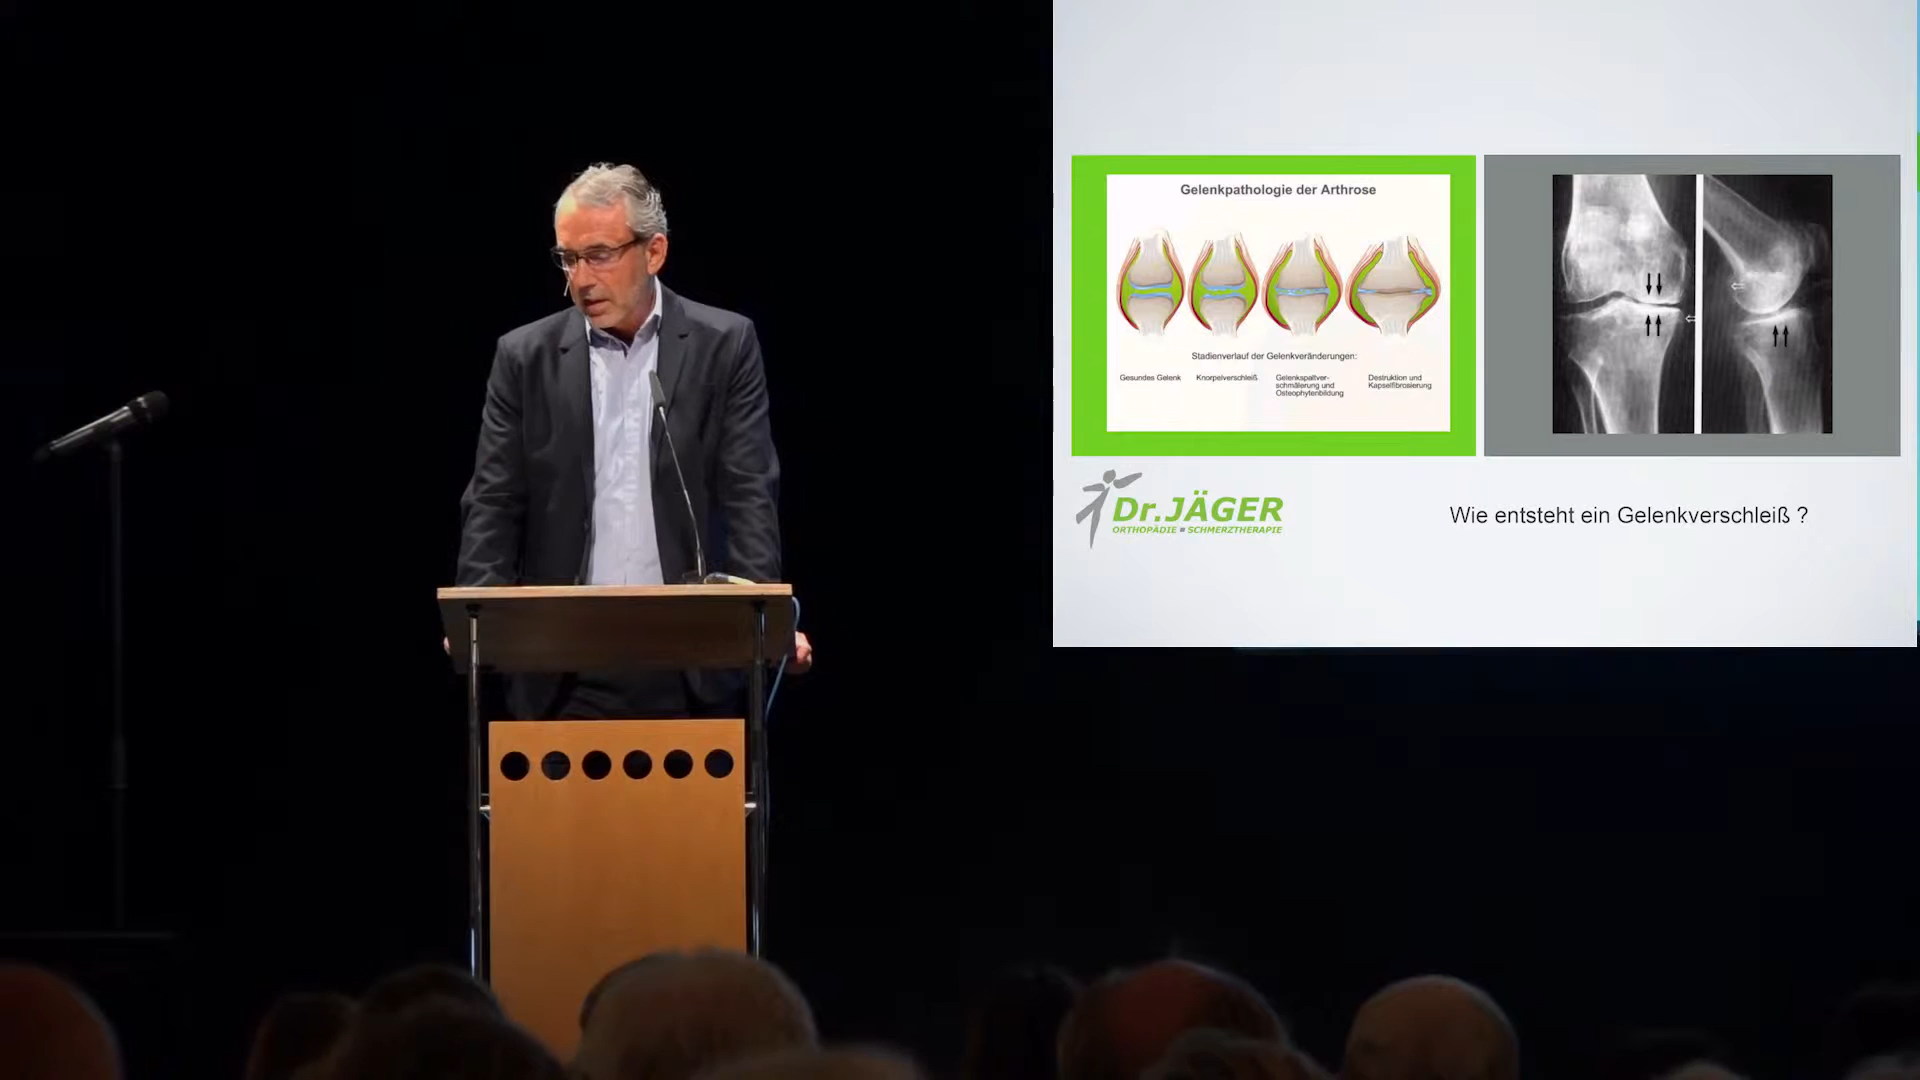 Gelenkpathologie der Arthrose
Stadienverlauf der Gelenkveränderungen:
Gesundes Gelenk
Knorpelverschleiß
Gelenkspaltver-
schmälerung und
Osteophytenbildung
Destruktion und
Kapselfibrosierung
Dr. JÄGER
ORTHOPÄDIE SCHMERZTHERAPIE
Wie entsteht ein Gelenkverschleiß ?